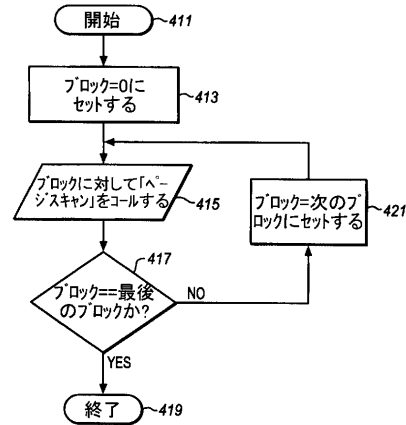 開始
411
ブロック=0に
セットする
413
ブロックに対して「ペー
ジスキャン」をコールする
415
ブロック=次のブ
ロックにセットする
421
417
ブロック==最後
のブロックか?
NO
YES
終了
419